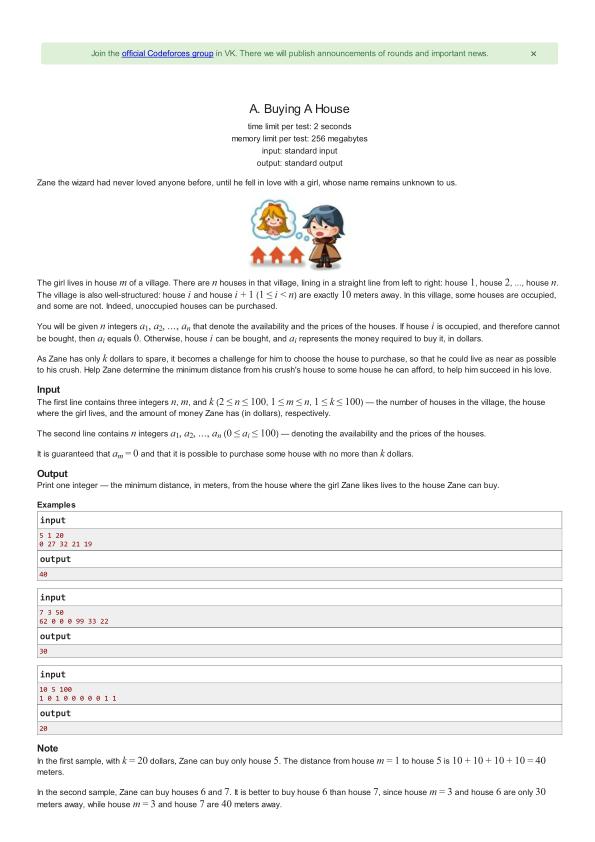 Join the official Codeforces group in VK. There we will publish announcements of rounds and important news. ×
A. Buying A House
time limit per test: 2 seconds
memory limit per test: 256 megabytes
input: standard input
output: standard output
Zane the wizard had never loved anyone before, until he fell in love with a girl, whose name remains unknown to us.
The girl lives in house m of a village. There are n houses in that village, lining in a straight line from left to right: house 1, house 2, ..., house n.
The village is also well-structured: house i and house i + 1 (1 ≤ i < n) are exactly 10 meters away. In this village, some houses are occupied,
and some are not. Indeed, unoccupied houses can be purchased.
You will be given n integers a₁, a₂, ..., aₙ that denote the availability and the prices of the houses. If house i is occupied, and therefore cannot
be bought, then aᵢ equals 0. Otherwise, house i can be bought, and aᵢ represents the money required to buy it, in dollars.
As Zane has only k dollars to spare, it becomes a challenge for him to choose the house to purchase, so that he could live as near as possible
to his crush. Help Zane determine the minimum distance from his crush's house to some house he can afford, to help him succeed in his love.
Input
The first line contains three integers n, m, and k (2 ≤ n ≤ 100, 1 ≤ m ≤ n, 1 ≤ k ≤ 100) — the number of houses in the village, the house
where the girl lives, and the amount of money Zane has (in dollars), respectively.
The second line contains n integers a₁, a₂, ..., aₙ (0 ≤ aᵢ ≤ 100) — denoting the availability and the prices of the houses.
It is guaranteed that aₘ = 0 and that it is possible to purchase some house with no more than k dollars.
Output
Print one integer — the minimum distance, in meters, from the house where the girl Zane likes lives to the house Zane can buy.
Examples
input
5 1 20
0 27 32 21 19
output
40
input
7 3 50
62 0 0 0 99 33 22
output
30
input
10 5 100
1 0 1 0 0 0 0 0 1 1
output
20
Note
In the first sample, with k = 20 dollars, Zane can buy only house 5. The distance from house m = 1 to house 5 is 10 + 10 + 10 + 10 = 40
meters.
In the second sample, Zane can buy houses 6 and 7. It is better to buy house 6 than house 7, since house m = 3 and house 6 are only 30
meters away, while house m = 3 and house 7 are 40 meters away.